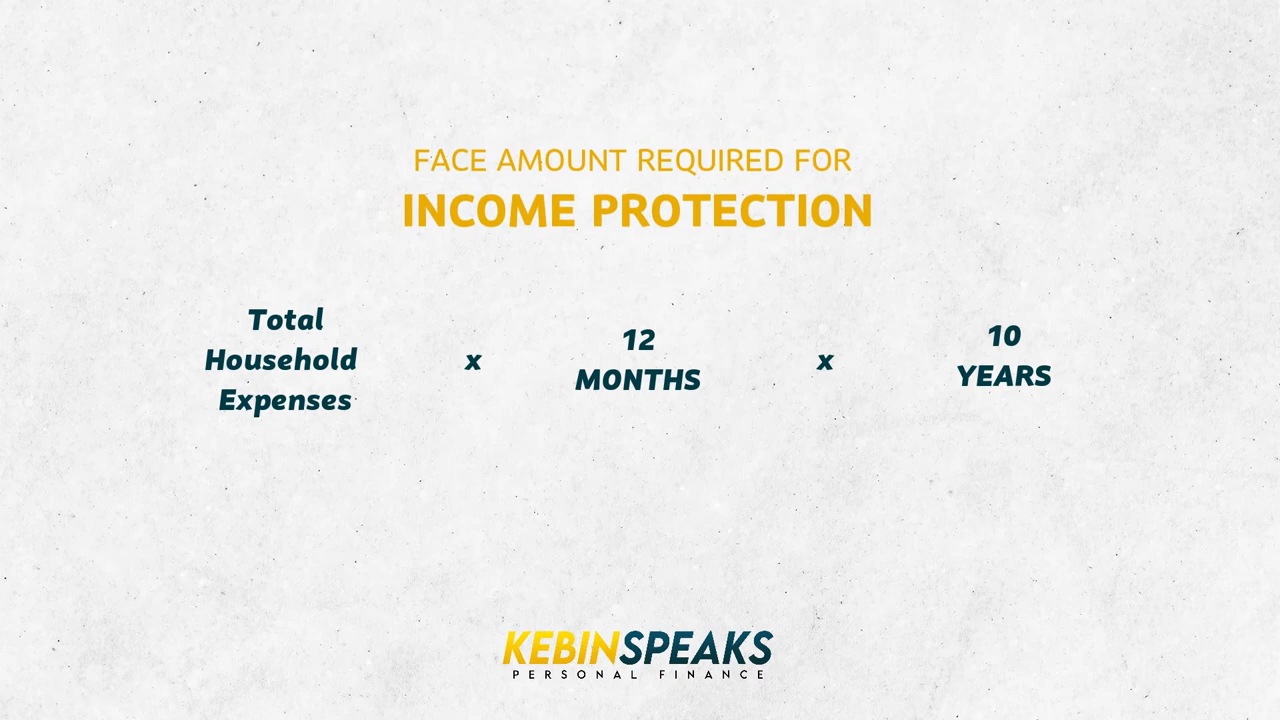 FACE AMOUNT REQUIRED FOR
INCOME PROTECTION
Total
Household
Expenses
x
12
MONTHS
x
10
YEARS
KEBINSPEAKS
PERSONAL FINANCE